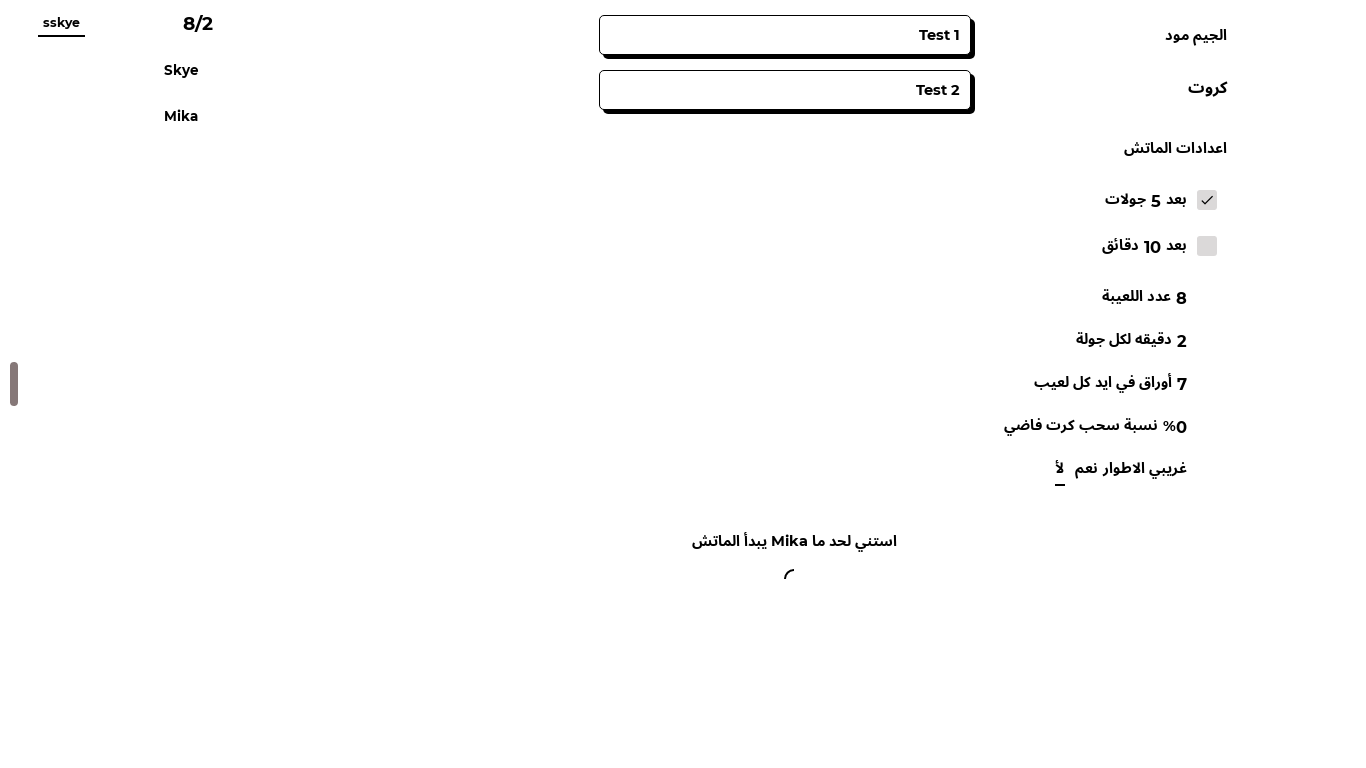 الجيم مود
كروت
اعدادات الماتش
بعد 5 جولات
بعد 10 دقائق
8 عدد اللعيبة
2 دقيقه لكل جولة
7 أوراق في ايد كل لعيب
%0 نسبة سحب كرت فاضي
غريبي الاطوار نعم لأ
Test 1
Test 2
استني لحد ما Mika يبدأ الماتش
8/2
Skye
Mika
sskye